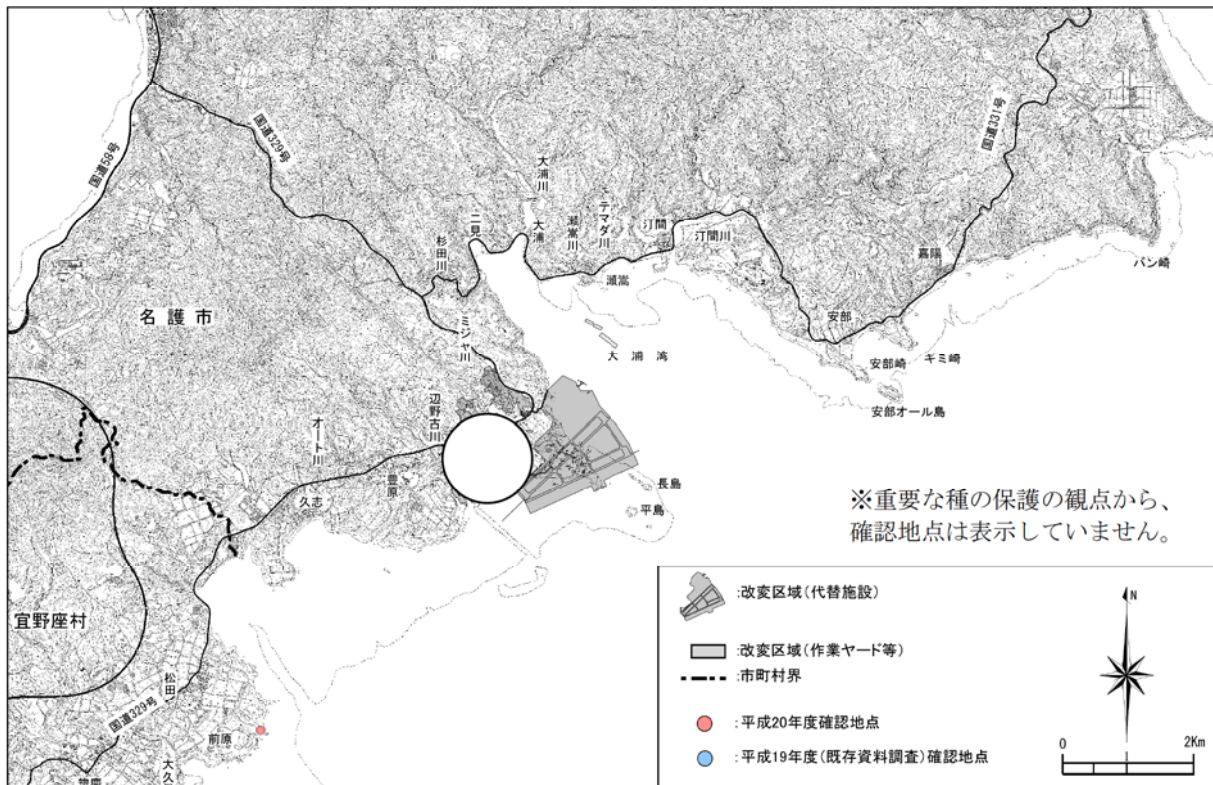 国道58号
国道329号
国道331号
大浦川
テマダ川
瀬嵩川
大浦
二見
杉田川
汀間
汀間川
嘉陽
バン崎
瀬嵩
名護市
ミジャ川
安部
大浦湾
安部崎
ギミ崎
安部オール島
辺野古川
オート川
豊原
久志
長島
平島
※重要な種の保護の観点から、
確認地点は表示していません。
宜野座村
松田
国道329号
前原
大久
惣慶
:改変区域(代替施設)
:改変区域(作業ヤード等)
:市町村界
:平成20年度確認地点
:平成19年度(既存資料調査)確認地点
N
0 2Km